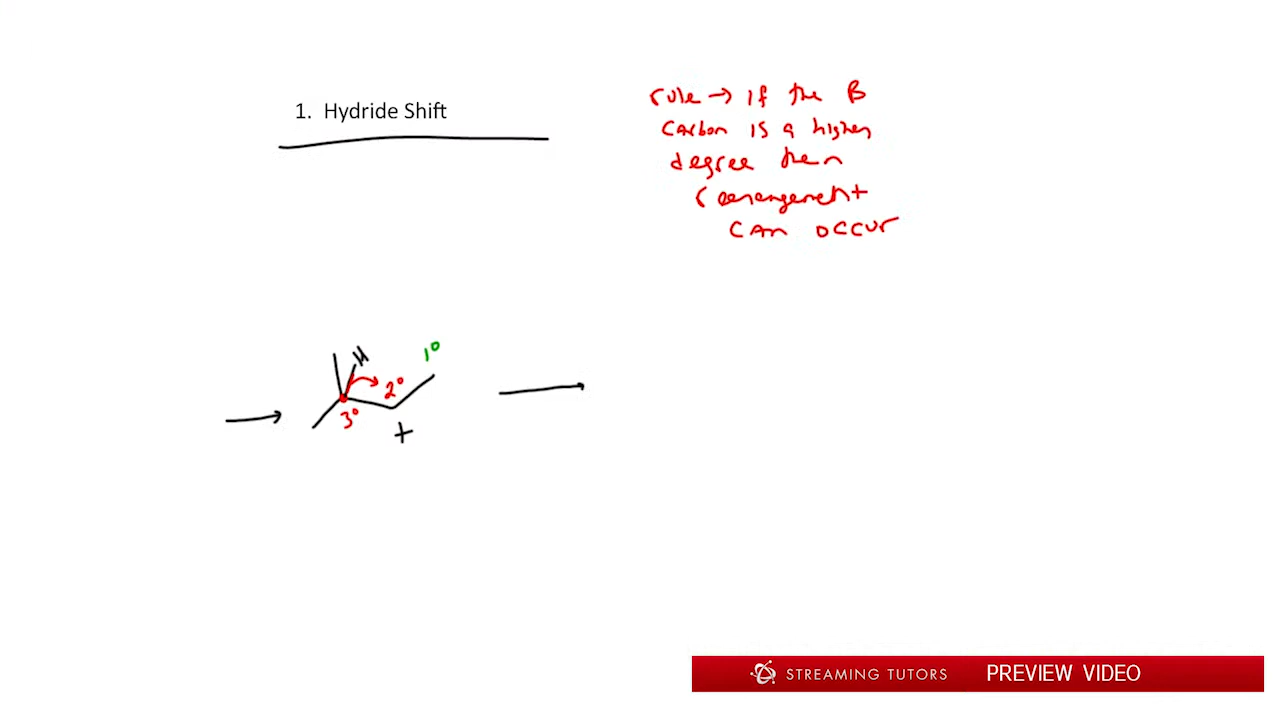 1. Hydride Shift
rule → if the B
carbon is a higher
degree then
rearrangement
can occur
H
1°
2°
3°
+
STREAMING TUTORS PREVIEW VIDEO